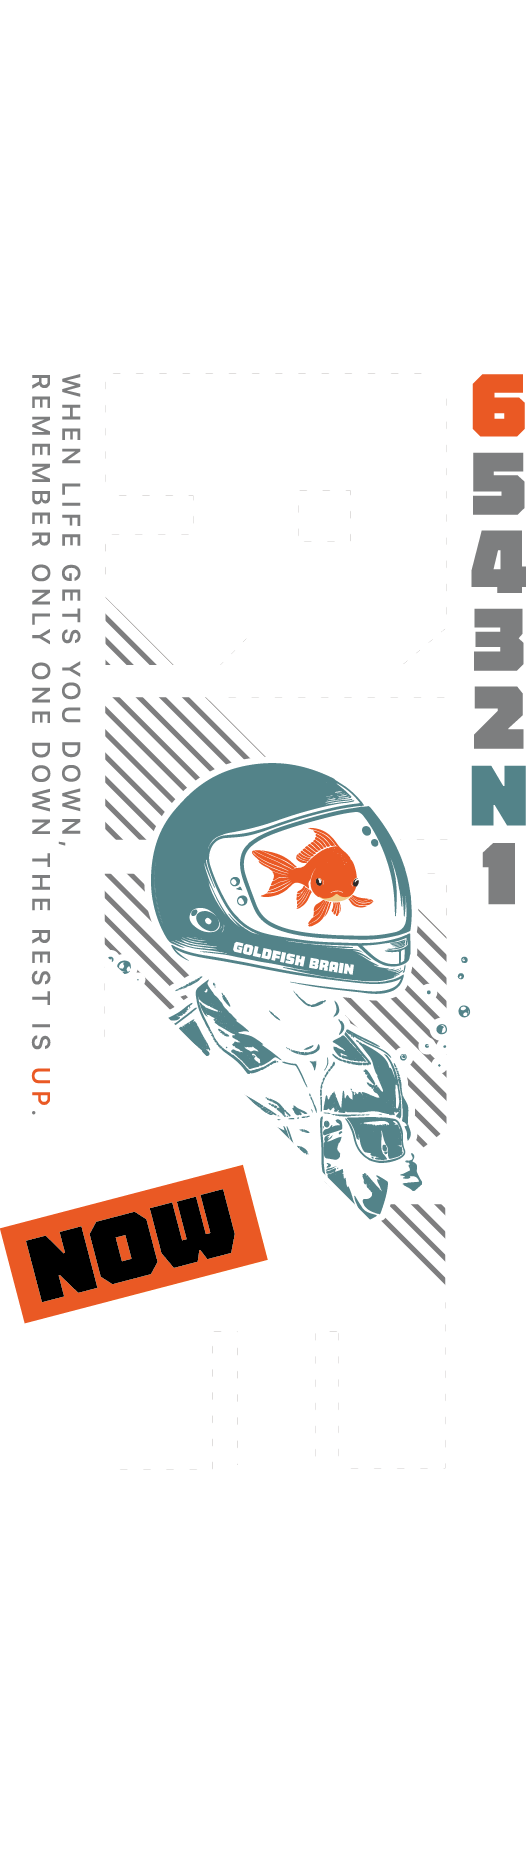 6
5
4
3
2
N
1
WHEN LIFE GETS YOU DOWN,
REMEMBER ONLY ONE DOWN THE REST IS UP.
GOLDFISH BRAIN
NOW